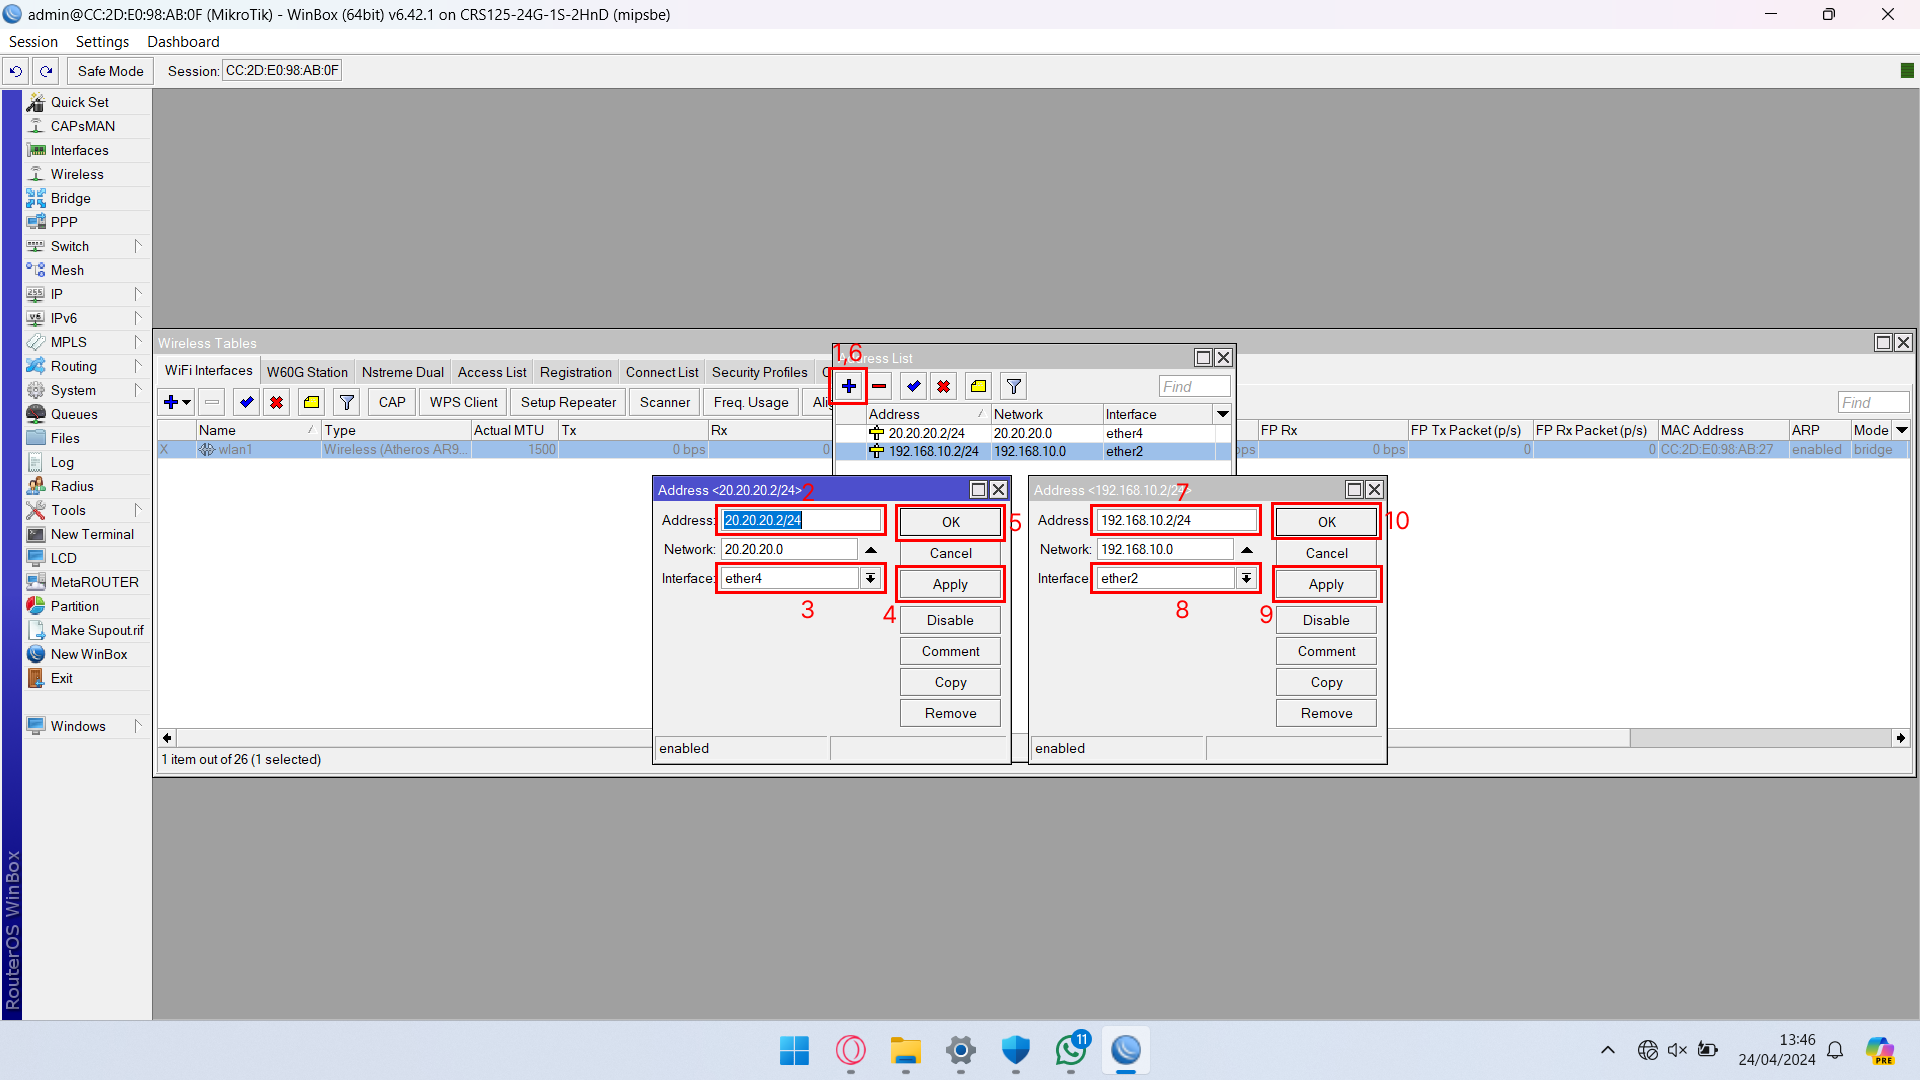 admin@CC:2D:E0:98:AB:0F (MikroTik) - WinBox (64bit) v6.42.1 on CRS125-24G-1S-2HnD (mipsbe)
Session Settings Dashboard
Safe Mode Session: CC:2D:E0:98:AB:0F
Quick Set
CAPsMAN
Interfaces
Wireless
Bridge
PPP
Switch
Mesh
IP
IPv6
MPLS
Routing
System
Queues
Files
Log
Radius
Tools
New Terminal
LCD
MetaROUTER
Partition
Make Supout.rif
New WinBox
Exit
Windows
RouterOS WinBox
Wireless Tables
WiFi Interfaces W60G Station Nstreme Dual Access List Registration Connect List Security Profiles
CAP WPS Client Setup Repeater Scanner Freq. Usage Find
Name Type Actual MTU Tx Rx FP Rx FP Tx Packet (p/s) FP Rx Packet (p/s) MAC Address ARP Mode
X wlan1 Wireless (Atheros AR9... 1500 0 bps 0 bps 0 bps 0 0 CC:2D:E0:98:AB:27 enabled bridge
1 item out of 26 (1 selected)
1,6
List
Find
Address Network Interface
20.20.20.2/24 20.20.20.0 ether4
192.168.10.2/24 192.168.10.0 ether2
Address <20.20.20.2/24> 2
Address: 20.20.20.2/24 OK 5
Network: 20.20.20.0 Cancel
Interface: ether4 Apply
3 4
Disable
Comment
Copy
Remove
enabled
Address <192.168.10.2/24> 7
Address: 192.168.10.2/24 OK 10
Network: 192.168.10.0 Cancel
Interface: ether2 Apply
8 9
Disable
Comment
Copy
Remove
enabled
11
13:46
24/04/2024
PRE